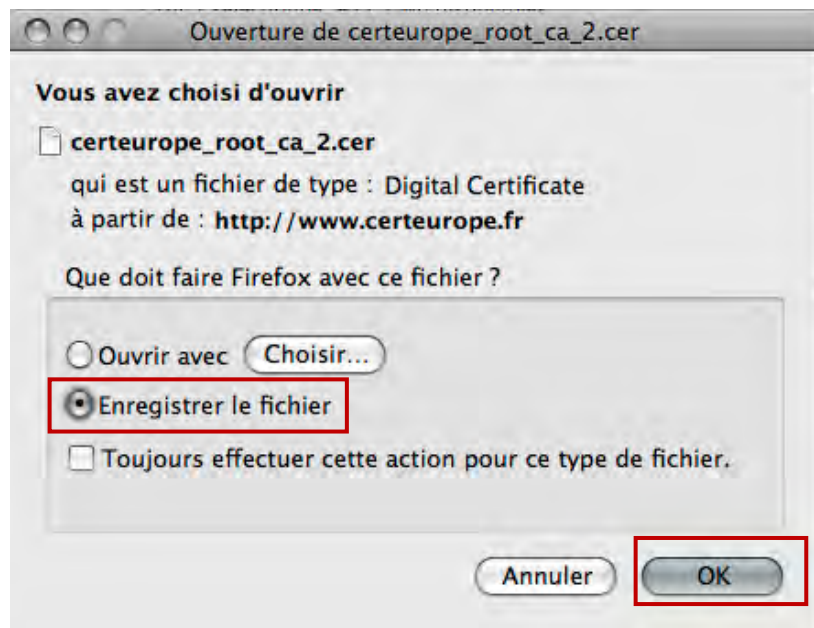 Ouverture de certeurope_root_ca_2.cer
Vous avez choisi d'ouvrir
certeurope_root_ca_2.cer
qui est un fichier de type : Digital Certificate
à partir de : http://www.certeurope.fr
Que doit faire Firefox avec ce fichier ?
Ouvrir avec Choisir...
Enregistrer le fichier
Toujours effectuer cette action pour ce type de fichier.
Annuler OK